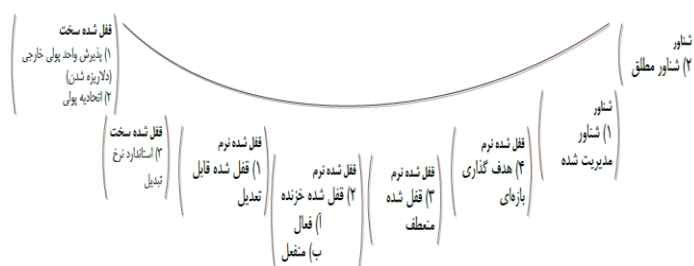 قفل شده سخت
۱) پذیرش واحد پولی خارجی
(دلاریزه شدن)
۲) اتحادیه پولی
قفل شده سخت
۳) استاندارد نرخ
تبدیل
قفل شده نرم
۱) قفل شده قابل
تعدیل
قفل شده نرم
۲) قفل شده خزنده
آ) فعال
ب) منفعل
قفل شده نرم
۳) قفل شده
منعطف
قفل شده نرم
۴) هدف گذاری
بازه‌ای
شناور
۱) شناور
مدیریت شده
شناور
۲) شناور مطلق